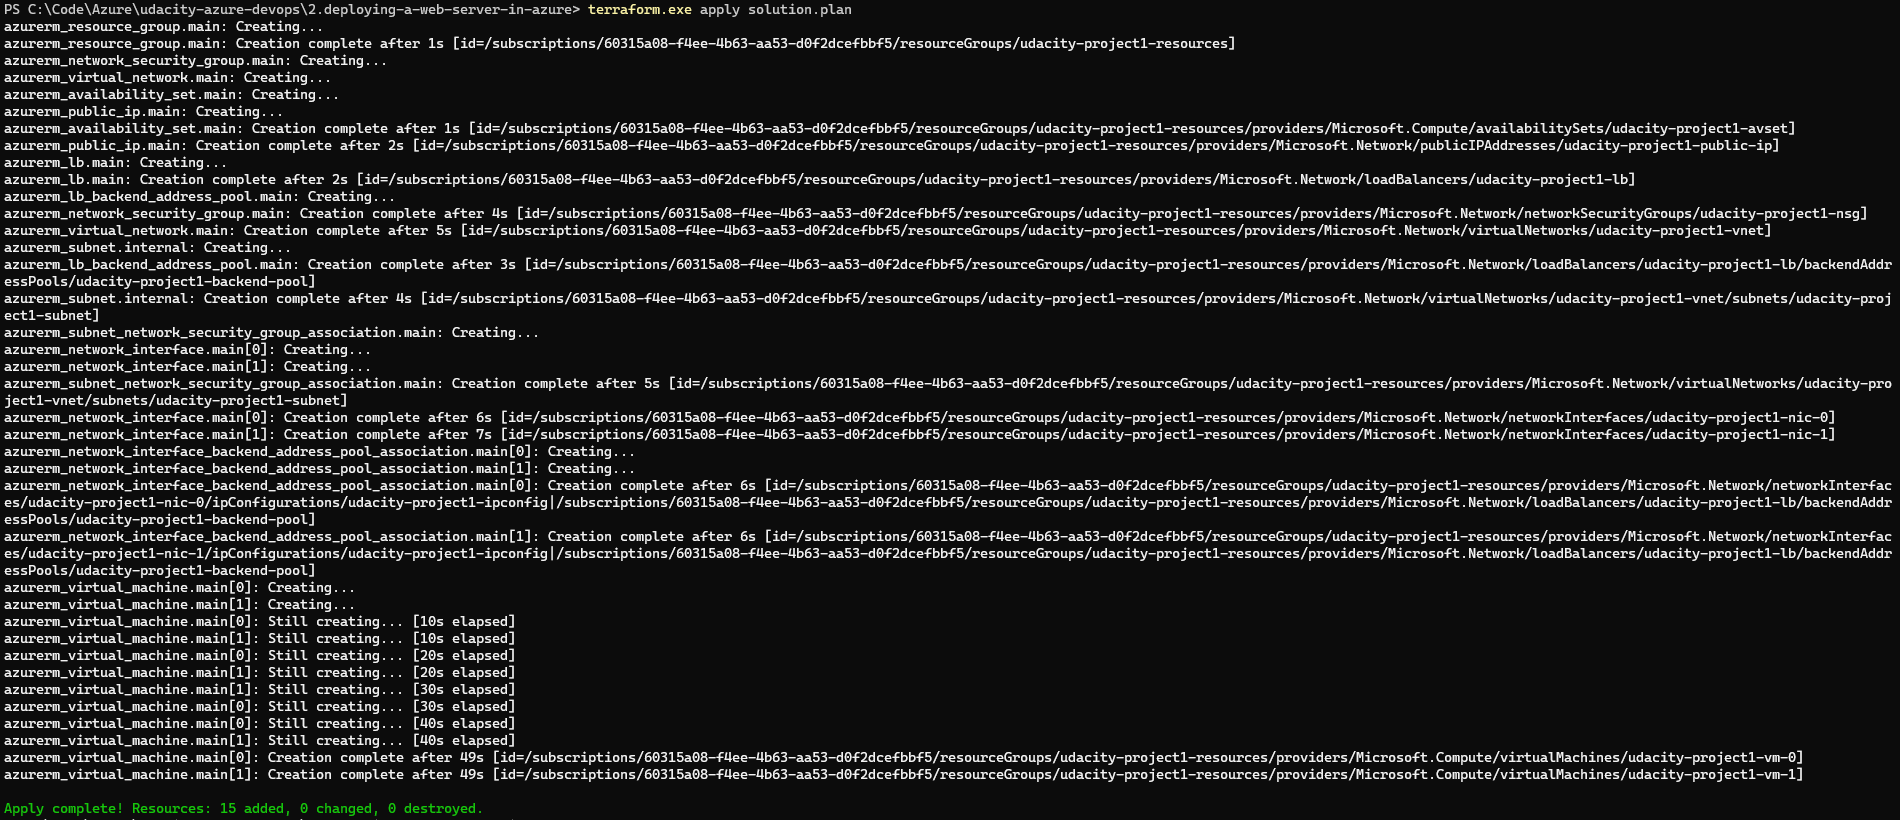 PS C:\Code\Azure\udacity-azure-devops\2.deploying-a-web-server-in-azure> terraform.exe apply solution.plan
azurerm_resource_group.main: Creating...
azurerm_resource_group.main: Creation complete after 1s [id=/subscriptions/60315a08-f4ee-4b63-aa53-d0f2dcefbbf5/resourceGroups/udacity-project1-resources]
azurerm_network_security_group.main: Creating...
azurerm_virtual_network.main: Creating...
azurerm_availability_set.main: Creating...
azurerm_public_ip.main: Creating...
azurerm_availability_set.main: Creation complete after 1s [id=/subscriptions/60315a08-f4ee-4b63-aa53-d0f2dcefbbf5/resourceGroups/udacity-project1-resources/providers/Microsoft.Compute/availabilitySets/udacity-project1-avset]
azurerm_public_ip.main: Creation complete after 2s [id=/subscriptions/60315a08-f4ee-4b63-aa53-d0f2dcefbbf5/resourceGroups/udacity-project1-resources/providers/Microsoft.Network/publicIPAddresses/udacity-project1-public-ip]
azurerm_lb.main: Creating...
azurerm_lb.main: Creation complete after 2s [id=/subscriptions/60315a08-f4ee-4b63-aa53-d0f2dcefbbf5/resourceGroups/udacity-project1-resources/providers/Microsoft.Network/loadBalancers/udacity-project1-lb]
azurerm_lb_backend_address_pool.main: Creating...
azurerm_network_security_group.main: Creation complete after 4s [id=/subscriptions/60315a08-f4ee-4b63-aa53-d0f2dcefbbf5/resourceGroups/udacity-project1-resources/providers/Microsoft.Network/networkSecurityGroups/udacity-project1-nsg]
azurerm_virtual_network.main: Creation complete after 5s [id=/subscriptions/60315a08-f4ee-4b63-aa53-d0f2dcefbbf5/resourceGroups/udacity-project1-resources/providers/Microsoft.Network/virtualNetworks/udacity-project1-vnet]
azurerm_subnet.internal: Creating...
azurerm_lb_backend_address_pool.main: Creation complete after 3s [id=/subscriptions/60315a08-f4ee-4b63-aa53-d0f2dcefbbf5/resourceGroups/udacity-project1-resources/providers/Microsoft.Network/loadBalancers/udacity-project1-lb/backendAddr
essPools/udacity-project1-backend-pool]
azurerm_subnet.internal: Creation complete after 4s [id=/subscriptions/60315a08-f4ee-4b63-aa53-d0f2dcefbbf5/resourceGroups/udacity-project1-resources/providers/Microsoft.Network/virtualNetworks/udacity-project1-vnet/subnets/udacity-proj
ect1-subnet]
azurerm_subnet_network_security_group_association.main: Creating...
azurerm_network_interface.main[0]: Creating...
azurerm_network_interface.main[1]: Creating...
azurerm_subnet_network_security_group_association.main: Creation complete after 5s [id=/subscriptions/60315a08-f4ee-4b63-aa53-d0f2dcefbbf5/resourceGroups/udacity-project1-resources/providers/Microsoft.Network/virtualNetworks/udacity-pro
ject1-vnet/subnets/udacity-project1-subnet]
azurerm_network_interface.main[0]: Creation complete after 6s [id=/subscriptions/60315a08-f4ee-4b63-aa53-d0f2dcefbbf5/resourceGroups/udacity-project1-resources/providers/Microsoft.Network/networkInterfaces/udacity-project1-nic-0]
azurerm_network_interface.main[1]: Creation complete after 7s [id=/subscriptions/60315a08-f4ee-4b63-aa53-d0f2dcefbbf5/resourceGroups/udacity-project1-resources/providers/Microsoft.Network/networkInterfaces/udacity-project1-nic-1]
azurerm_network_interface_backend_address_pool_association.main[0]: Creating...
azurerm_network_interface_backend_address_pool_association.main[1]: Creating...
azurerm_network_interface_backend_address_pool_association.main[0]: Creation complete after 6s [id=/subscriptions/60315a08-f4ee-4b63-aa53-d0f2dcefbbf5/resourceGroups/udacity-project1-resources/providers/Microsoft.Network/networkInterfac
es/udacity-project1-nic-0/ipConfigurations/udacity-project1-ipconfig|/subscriptions/60315a08-f4ee-4b63-aa53-d0f2dcefbbf5/resourceGroups/udacity-project1-resources/providers/Microsoft.Network/loadBalancers/udacity-project1-lb/backendAddr
essPools/udacity-project1-backend-pool]
azurerm_network_interface_backend_address_pool_association.main[1]: Creation complete after 6s [id=/subscriptions/60315a08-f4ee-4b63-aa53-d0f2dcefbbf5/resourceGroups/udacity-project1-resources/providers/Microsoft.Network/networkInterfac
es/udacity-project1-nic-1/ipConfigurations/udacity-project1-ipconfig|/subscriptions/60315a08-f4ee-4b63-aa53-d0f2dcefbbf5/resourceGroups/udacity-project1-resources/providers/Microsoft.Network/loadBalancers/udacity-project1-lb/backendAddr
essPools/udacity-project1-backend-pool]
azurerm_virtual_machine.main[0]: Creating...
azurerm_virtual_machine.main[1]: Creating...
azurerm_virtual_machine.main[0]: Still creating... [10s elapsed]
azurerm_virtual_machine.main[1]: Still creating... [10s elapsed]
azurerm_virtual_machine.main[0]: Still creating... [20s elapsed]
azurerm_virtual_machine.main[1]: Still creating... [20s elapsed]
azurerm_virtual_machine.main[1]: Still creating... [30s elapsed]
azurerm_virtual_machine.main[0]: Still creating... [30s elapsed]
azurerm_virtual_machine.main[0]: Still creating... [40s elapsed]
azurerm_virtual_machine.main[1]: Still creating... [40s elapsed]
azurerm_virtual_machine.main[0]: Creation complete after 49s [id=/subscriptions/60315a08-f4ee-4b63-aa53-d0f2dcefbbf5/resourceGroups/udacity-project1-resources/providers/Microsoft.Compute/virtualMachines/udacity-project1-vm-0]
azurerm_virtual_machine.main[1]: Creation complete after 49s [id=/subscriptions/60315a08-f4ee-4b63-aa53-d0f2dcefbbf5/resourceGroups/udacity-project1-resources/providers/Microsoft.Compute/virtualMachines/udacity-project1-vm-1]
Apply complete! Resources: 15 added, 0 changed, 0 destroyed.